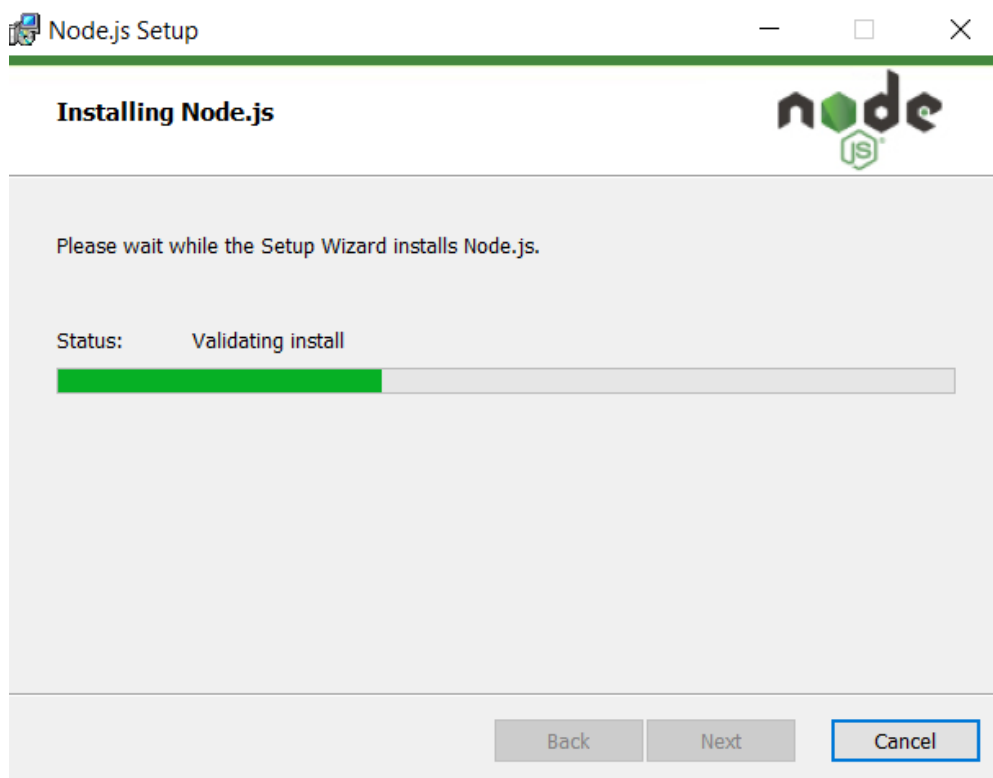 Node.js Setup
Installing Node.js
node
JS
Please wait while the Setup Wizard installs Node.js.
Status: Validating install
Back Next Cancel